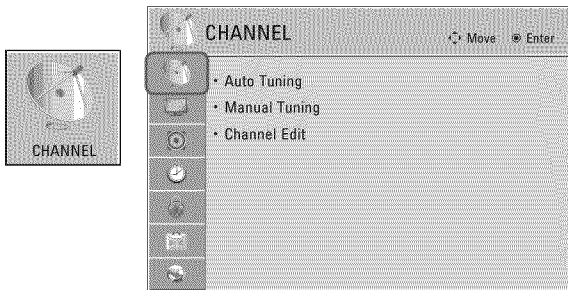 CHANNEL
CHANNEL
Move
Enter
• Auto Tuning
• Manual Tuning
• Channel Edit